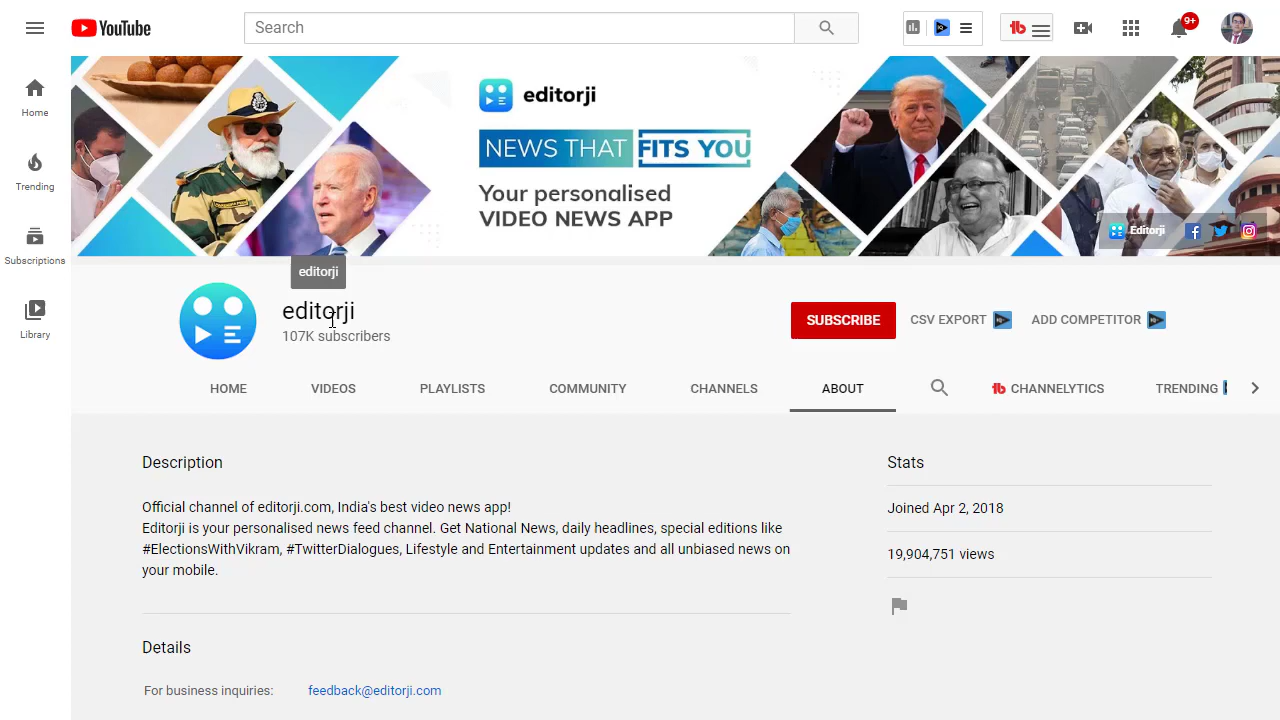 YouTube
Search
9+
Home
Trending
Subscriptions
Library
editorji
NEWS THAT FITS YOU
Your personalised
VIDEO NEWS APP
Editorji
editorji
editorji
107K subscribers
SUBSCRIBE
CSV EXPORT
ADD COMPETITOR
HOME
VIDEOS
PLAYLISTS
COMMUNITY
CHANNELS
ABOUT
CHANNELYTICS
TRENDING
Description
Official channel of editorji.com, India's best video news app!
Editorji is your personalised news feed channel. Get National News, daily headlines, special editions like
#ElectionsWithVikram, #TwitterDialogues, Lifestyle and Entertainment updates and all unbiased news on
your mobile.
Stats
Joined Apr 2, 2018
19,904,751 views
Details
For business inquiries:
feedback@editorji.com